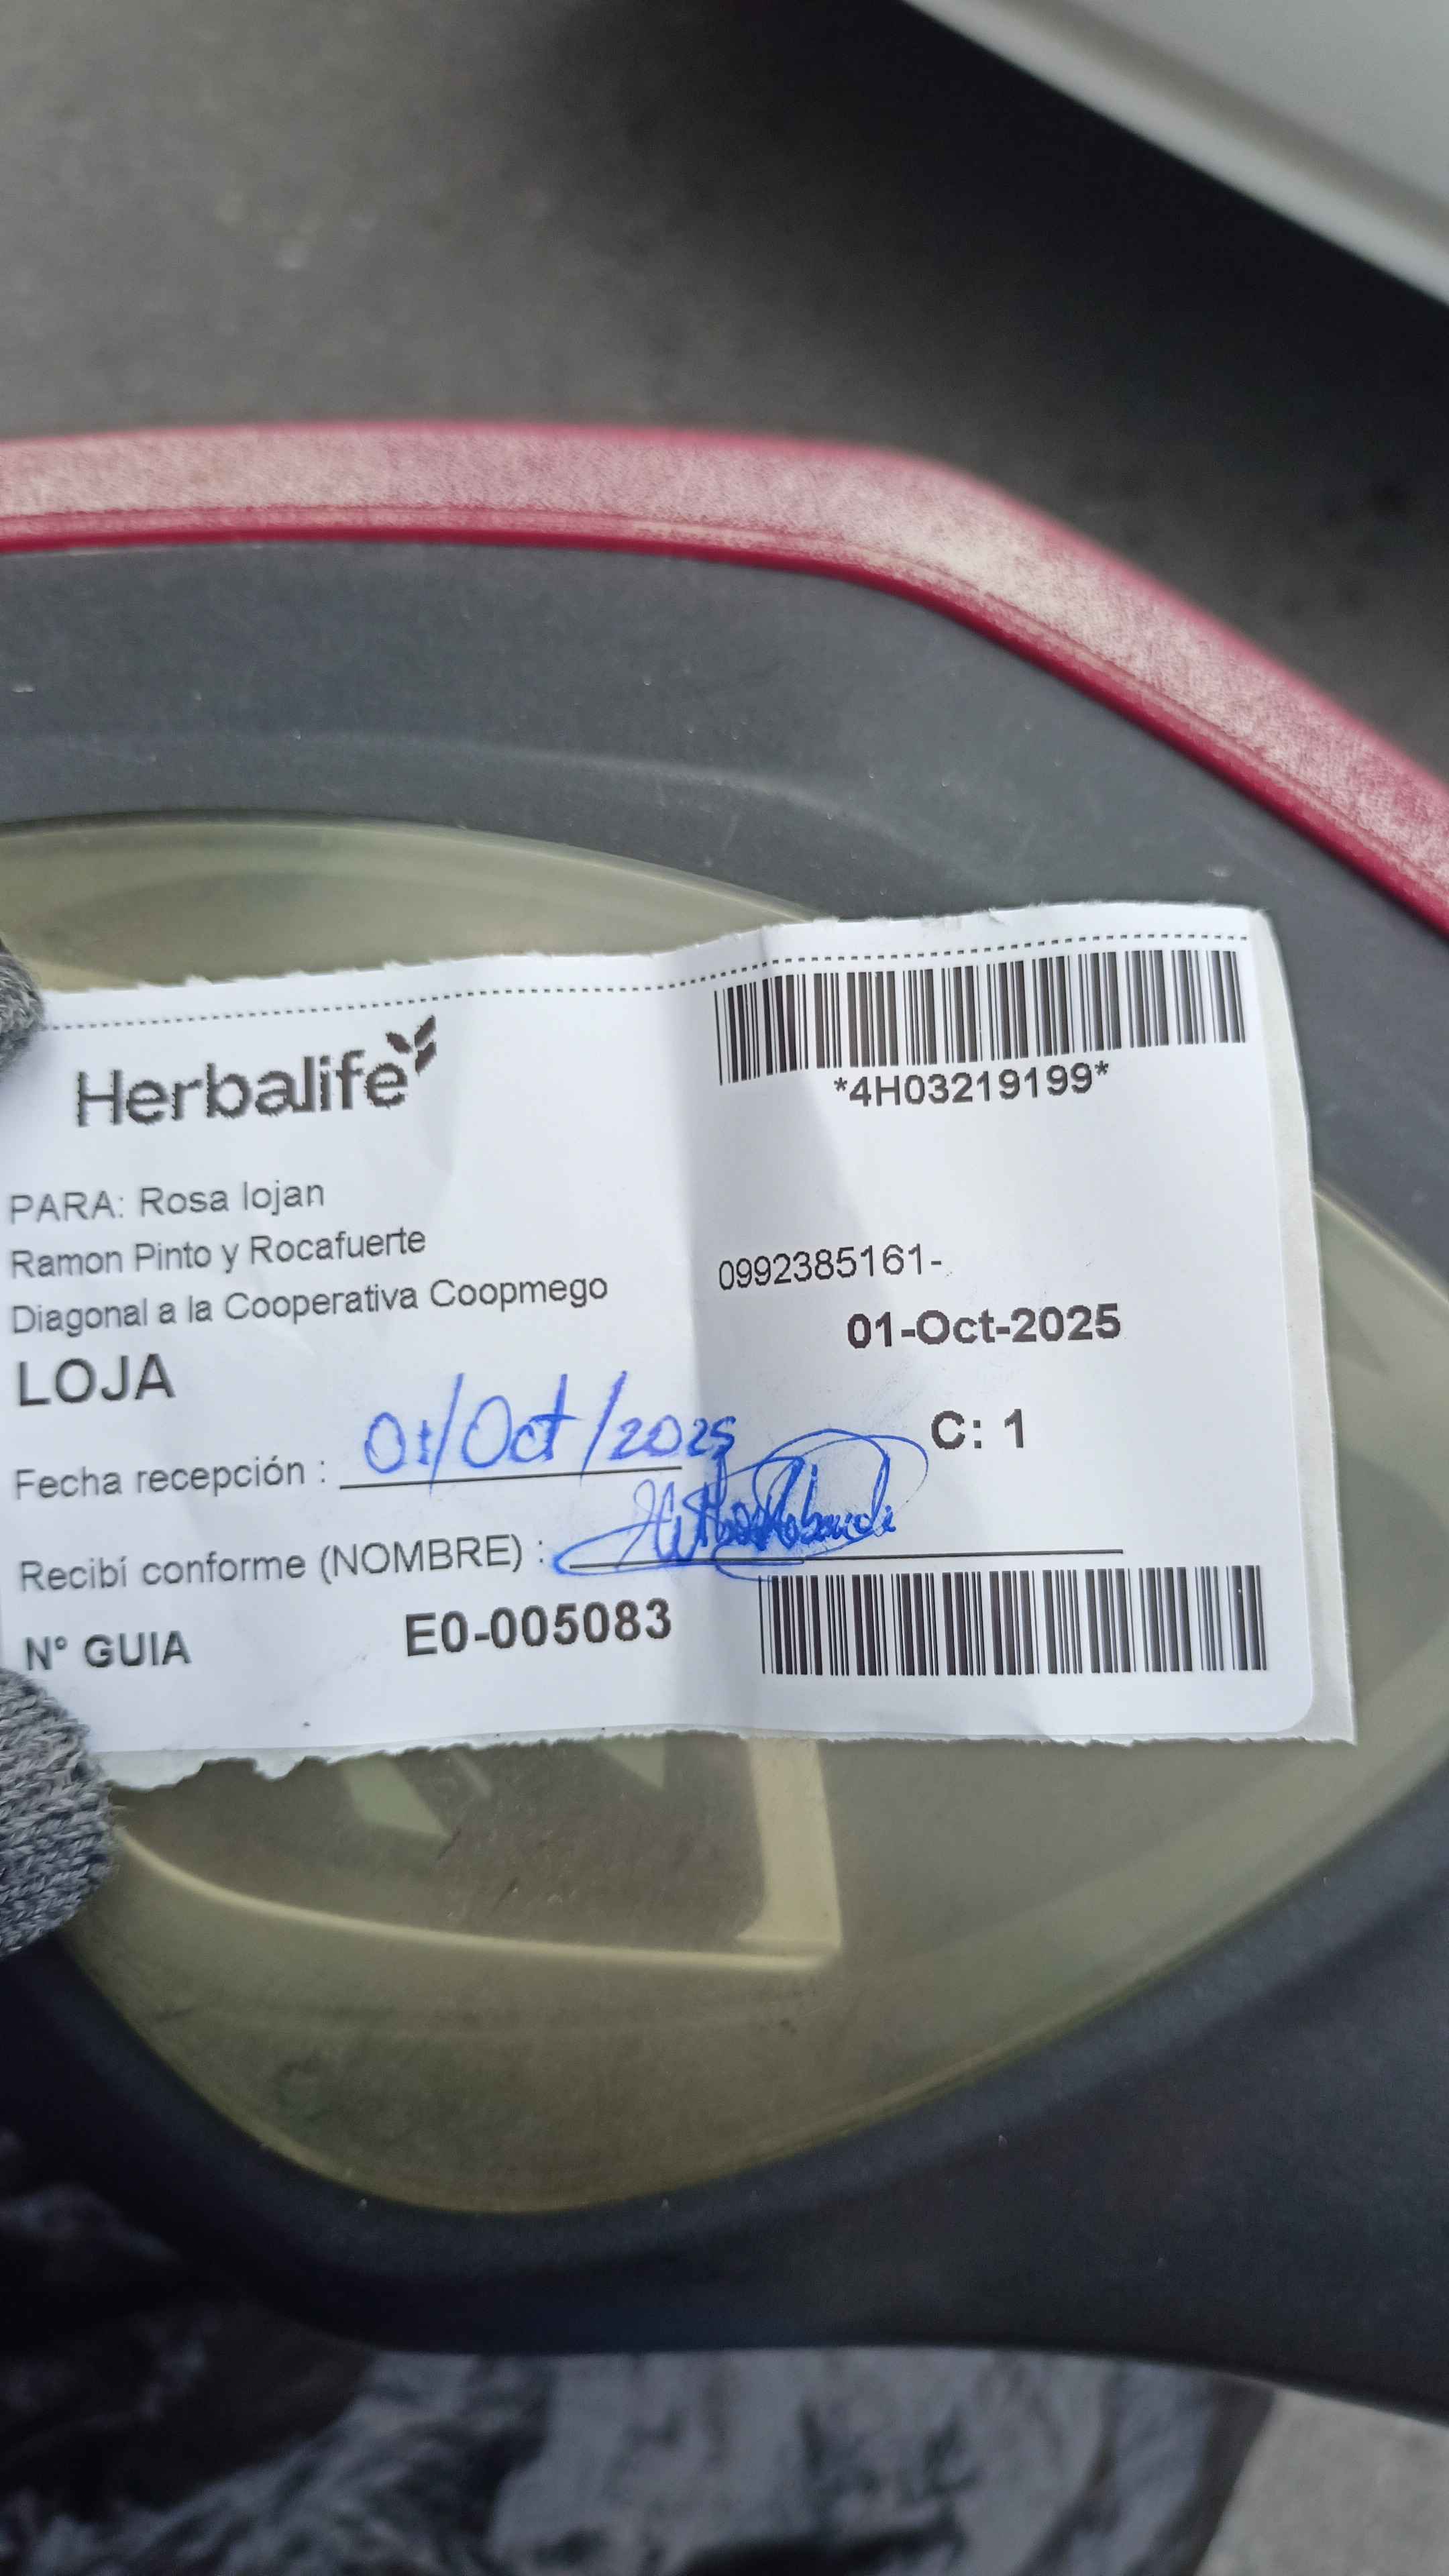 Herbalife
*4H03219199*
PARA: Rosa lojan
Ramon Pinto y Rocafuerte
Diagonal a la Cooperativa Coopmego
0992385161-
LOJA
01-Oct-2025
C: 1
Fecha recepción : 01/Oct/2025
Recibí conforme (NOMBRE) :
N° GUIA E0-005083